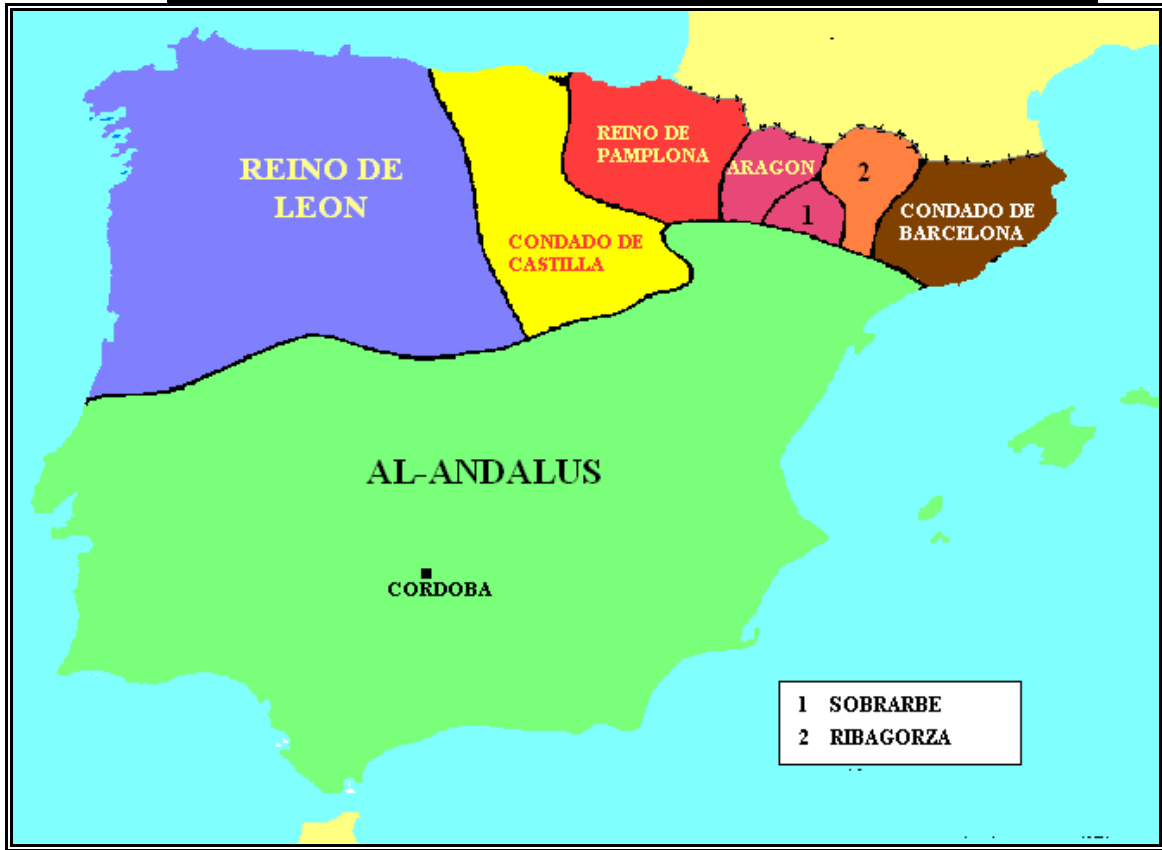 REINO DE
LEON
REINO DE
PAMPLONA
ARAGON
2
1
CONDADO DE
BARCELONA
CONDADO DE
CASTILLA
AL-ANDALUS
CORDOBA
1 SOBRARBE
2 RIBAGORZA